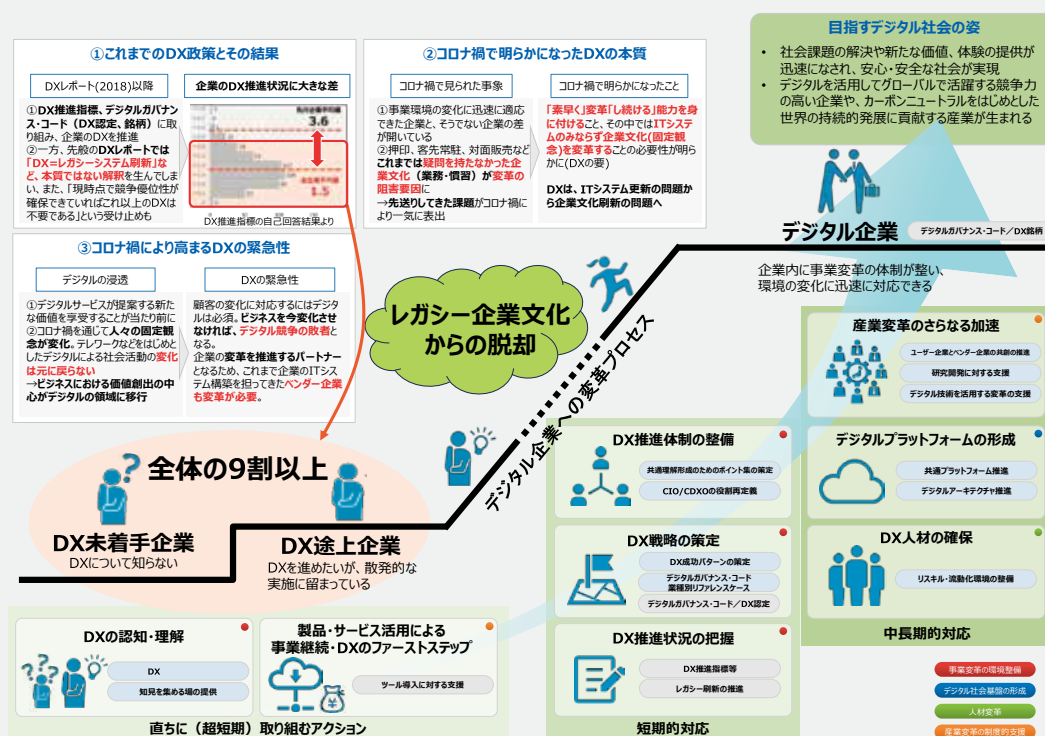 目指すデジタル社会の姿
• 社会課題の解決や新たな価値、体験の提供が
迅速になされ、安心・安全な社会が実現
• デジタルを活用してグローバルで活躍する競争力
の高い企業や、カーボンニュートラルをはじめとした
世界の持続的発展に貢献する産業が生まれる
①これまでのDX政策とその結果
DXレポート(2018)以降
①DX推進指標、デジタルガバナン
ス・コード（DX認定、銘柄）に取
り組み、企業のDXを推進
②一方、先般のDXレポートでは
「DX=レガシーシステム刷新」な
ど、本質ではない解釈を生んでしま
い、また、「現時点で競争優位性が
確保できていればこれ以上のDXは
不要である」という受け止めも
企業のDX推進状況に大きな差
3.6
1.5
DX推進指標の自己回答結果より
②コロナ禍で明らかになったDXの本質
コロナ禍で見られた事象
①事業環境の変化に迅速に適応
できた企業と、そうでない企業の差
が開いている
②押印、客先常駐、対面販売など
これまでは疑問を持たなかった企
業文化（業務・慣習）が変革の
阻害要因に
→先送りしてきた課題がコロナ禍に
より一気に表出
コロナ禍で明らかになったこと
「素早く」変革「し続ける」能力を身
に付けること、その中ではITシステ
ムのみならず企業文化(固定観
念)を変革することの必要性が明ら
かに(DXの要)
DXは、ITシステム更新の問題か
ら企業文化刷新の問題へ
③コロナ禍により高まるDXの緊急性
デジタルの浸透
①デジタルサービスが提案する新た
な価値を享受することが当たり前に
②コロナ禍を通じて人々の固定観
念が変化。テレワークなどをはじめと
したデジタルによる社会活動の変化
は元に戻らない
→ビジネスにおける価値創出の中
心がデジタルの領域に移行
DXの緊急性
顧客の変化に対応するにはデジタ
ルは必須。ビジネスを今変化させ
なければ、デジタル競争の敗者と
なる。
企業の変革を推進するパートナー
となるため、これまで企業のITシス
テム構築を担ってきたベンダー企業
も変革が必要。
レガシー企業文化
からの脱却
デジタル企業への変革プロセス
デジタル企業
デジタルガバナンス・コード／DX銘柄
企業内に事業変革の体制が整い、
環境の変化に迅速に対応できる
全体の9割以上
DX未着手企業
DXについて知らない
DX途上企業
DXを進めたいが、散発的な
実施に留まっている
DXの認知・理解
DX
知見を集める場の提供
製品・サービス活用による
事業継続・DXのファーストステップ
ツール導入に対する支援
直ちに（超短期）取り組むアクション
DX推進体制の整備
共通理解形成のためのポイント集の策定
CIO/CDXOの役割再定義
DX戦略の策定
DX成功パターンの策定
デジタルガバナンス・コード
業種別リファレンスケース
デジタルガバナンス・コード／DX認定
DX推進状況の把握
DX推進指標等
レガシー刷新の推進
短期的対応
産業変革のさらなる加速
ユーザー企業とベンダー企業の共創の推進
研究開発に対する支援
デジタル技術を活用する変革の支援
デジタルプラットフォームの形成
共通プラットフォーム推進
デジタルアーキテクチャ推進
DX人材の確保
リスキル・流動化環境の整備
中長期的対応
事業変革の環境整備
デジタル社会基盤の形成
人材変革
産業変革の制度的支援